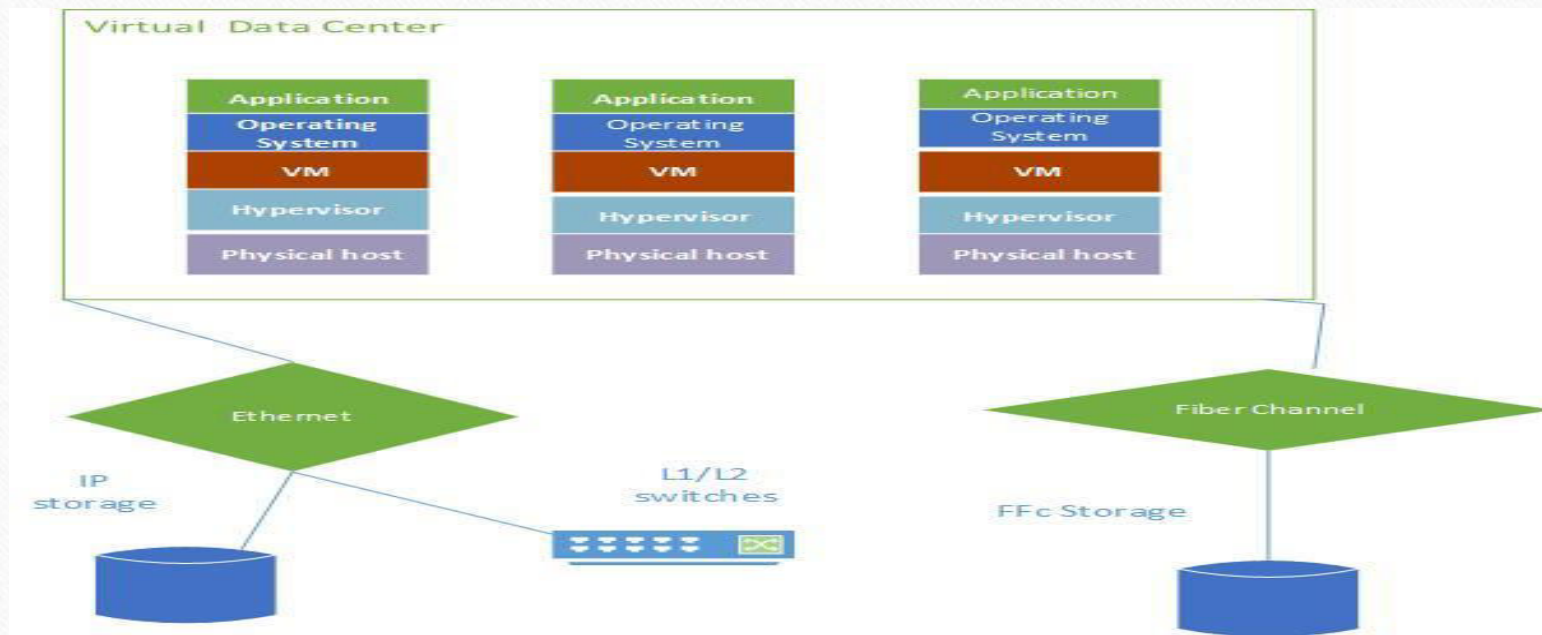 Virtual Data Center
Application
Operating
System
VM
Hypervisor
Physical host
Application
Operating
System
VM
Hypervisor
Physical host
Application
Operating
System
VM
Hypervisor
Physical host
Ethernet
Fiber Channel
IP
storage
L1/L2
switches
FFc Storage